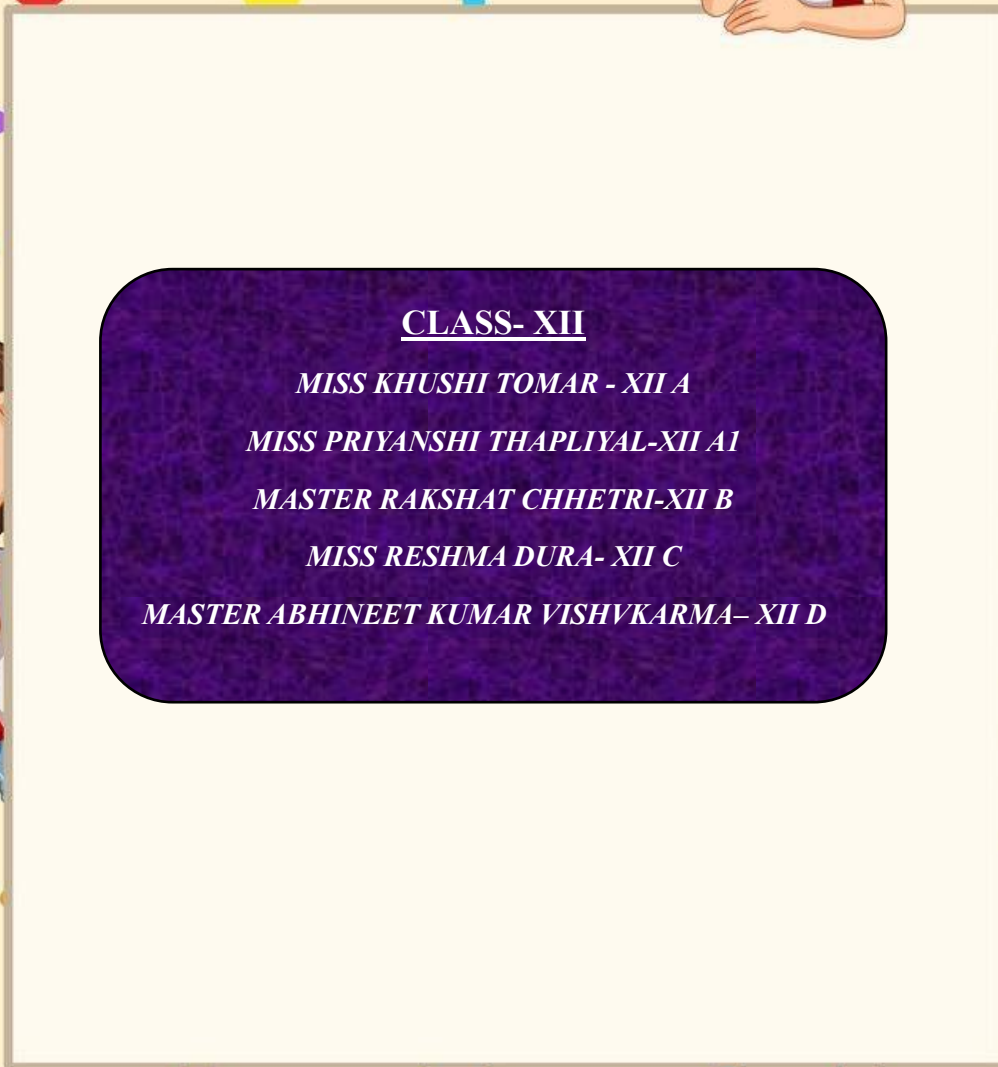 CLASS- XII
MISS KHUSHI TOMAR - XII A
MISS PRIYANSHI THAPLIYAL-XII A1
MASTER RAKSHAT CHHETRI-XII B
MISS RESHMA DURA- XII C
MASTER ABHINEET KUMAR VISHVKARMA– XII D